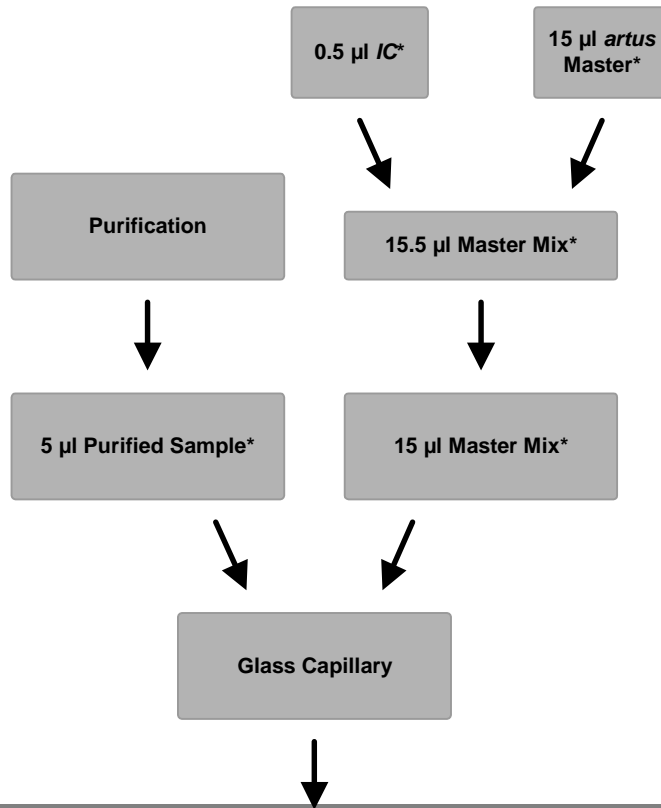 0.5 µl IC*
15 µl artus
Master*
Purification
15.5 µl Master Mix*
5 µl Purified Sample*
15 µl Master Mix*
Glass Capillary